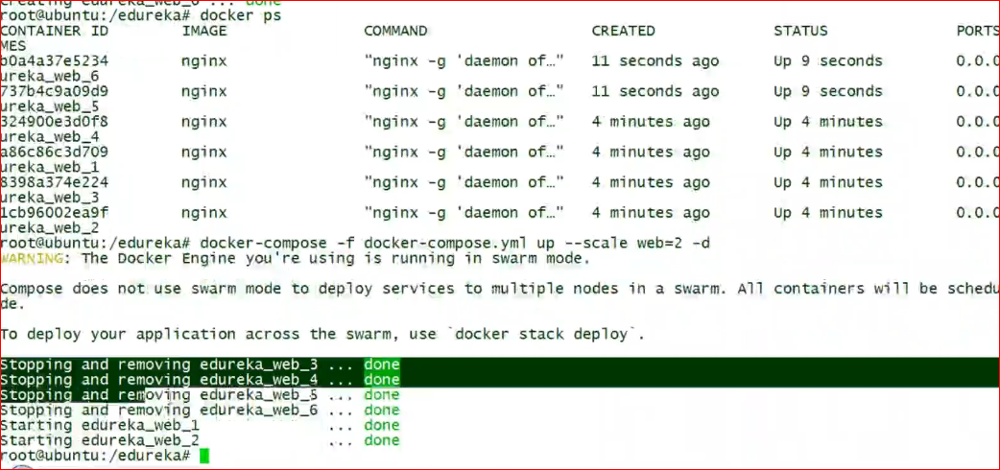 Creating edureka_web_6 ... done
root@ubuntu:/edureka# docker ps
CONTAINER ID IMAGE COMMAND CREATED STATUS PORTS
MES
b0a4a37e5234 nginx "nginx -g 'daemon of…" 11 seconds ago Up 9 seconds 0.0.0
ureka_web_6
737b4c9a09d9 nginx "nginx -g 'daemon of…" 11 seconds ago Up 9 seconds 0.0.0
ureka_web_5
324900e3d0f8 nginx "nginx -g 'daemon of…" 4 minutes ago Up 4 minutes 0.0.0
ureka_web_4
a86c86c3d709 nginx "nginx -g 'daemon of…" 4 minutes ago Up 4 minutes 0.0.0
ureka_web_1
8398a374e224 nginx "nginx -g 'daemon of…" 4 minutes ago Up 4 minutes 0.0.0
ureka_web_3
1cb96002ea9f nginx "nginx -g 'daemon of…" 4 minutes ago Up 4 minutes 0.0.0
ureka_web_2
root@ubuntu:/edureka# docker-compose -f docker-compose.yml up --scale web=2 -d
WARNING: The Docker Engine you're using is running in swarm mode.
Compose does not use swarm mode to deploy services to multiple nodes in a swarm. All containers will be schedu
de.
To deploy your application across the swarm, use `docker stack deploy`.
Stopping and removing edureka_web_3 ... done
Stopping and removing edureka_web_4 ... done
Stopping and removing edureka_web_5 ... done
Stopping and removing edureka_web_6 ... done
Starting edureka_web_1 ... done
Starting edureka_web_2 ... done
root@ubuntu:/edureka#